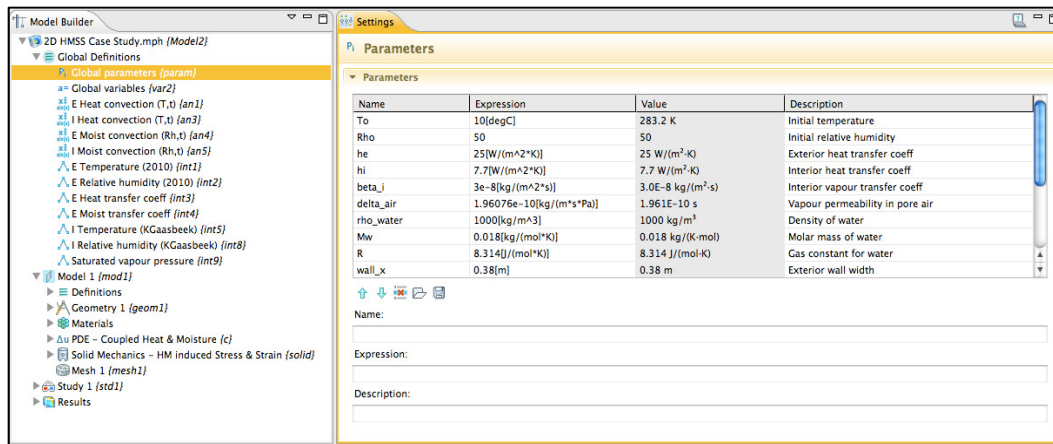 Model Builder
2D HMSS Case Study.mph {Model2}
Global Definitions
Pi Global parameters {param}
a= Global variables {var2}
E Heat convection (T,t) {an1}
I Heat convection (T,t) {an3}
E Moist convection (Rh,t) {an4}
I Moist convection (Rh,t) {an5}
E Temperature (2010) {int1}
E Relative humidity (2010) {int2}
E Heat transfer coeff {int3}
E Moist transfer coeff {int4}
I Temperature (KGaasbeek) {int5}
I Relative humidity (KGaasbeek) {int8}
Saturated vapour pressure {int9}
Model 1 {mod1}
Definitions
Geometry 1 {geom1}
Materials
Δu PDE - Coupled Heat & Moisture {c}
Solid Mechanics - HM induced Stress & Strain {solid}
Mesh 1 {mesh1}
Study 1 {std1}
Results
Settings
Pi Parameters
Parameters
Name Expression Value Description
To 10[degC] 283.2 K Initial temperature
Rho 50 50 Initial relative humidity
he 25[W/(m^2*K)] 25 W/(m²·K) Exterior heat transfer coeff
hi 7.7[W/(m^2*K)] 7.7 W/(m²·K) Interior heat transfer coeff
beta_i 3e-8[kg/(m^2*s)] 3.0E-8 kg/(m²·s) Interior vapour transfer coeff
delta_air 1.96076e-10[kg/(m*s*Pa)] 1.961E-10 s Vapour permeability in pore air
rho_water 1000[kg/m^3] 1000 kg/m³ Density of water
Mw 0.018[kg/(mol*K)] 0.018 kg/(K·mol) Molar mass of water
R 8.314[J/(mol*K)] 8.314 J/(mol·K) Gas constant for water
wall_x 0.38[m] 0.38 m Exterior wall width
Name:
Expression:
Description: